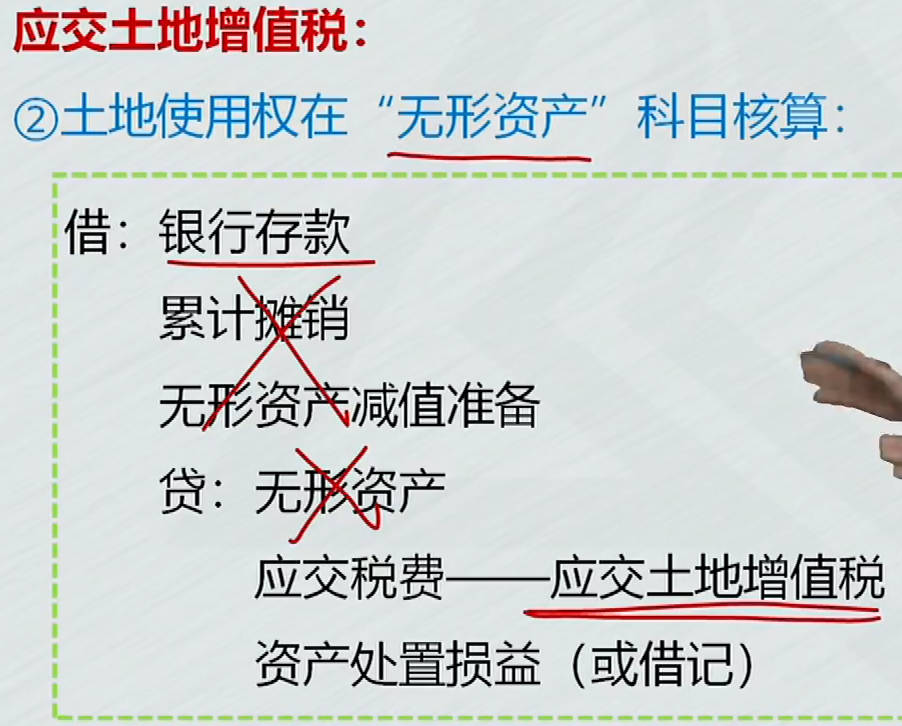 应交土地增值税：
②土地使用权在“无形资产”科目核算：
借：银行存款
累计摊销
无形资产减值准备
贷：无形资产
应交税费——应交土地增值税
资产处置损益（或借记）